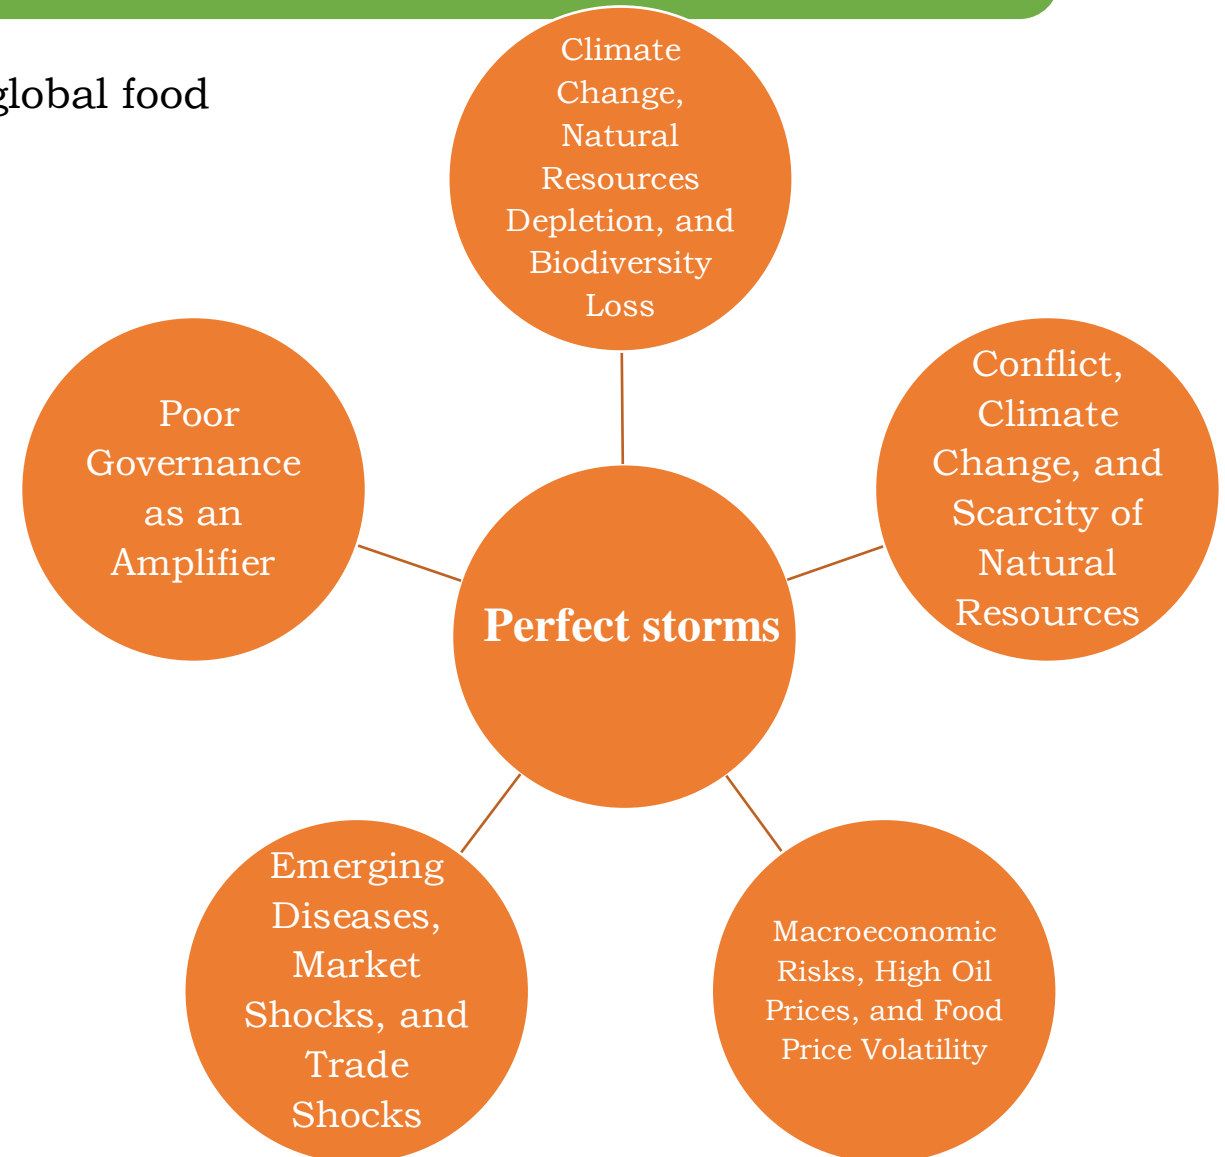 global food
Climate
Change,
Natural
Resources
Depletion, and
Biodiversity
Loss
Conflict,
Climate
Change, and
Scarcity of
Natural
Resources
Macroeconomic
Risks, High Oil
Prices, and Food
Price Volatility
Emerging
Diseases,
Market
Shocks, and
Trade
Shocks
Poor
Governance
as an
Amplifier
Perfect storms